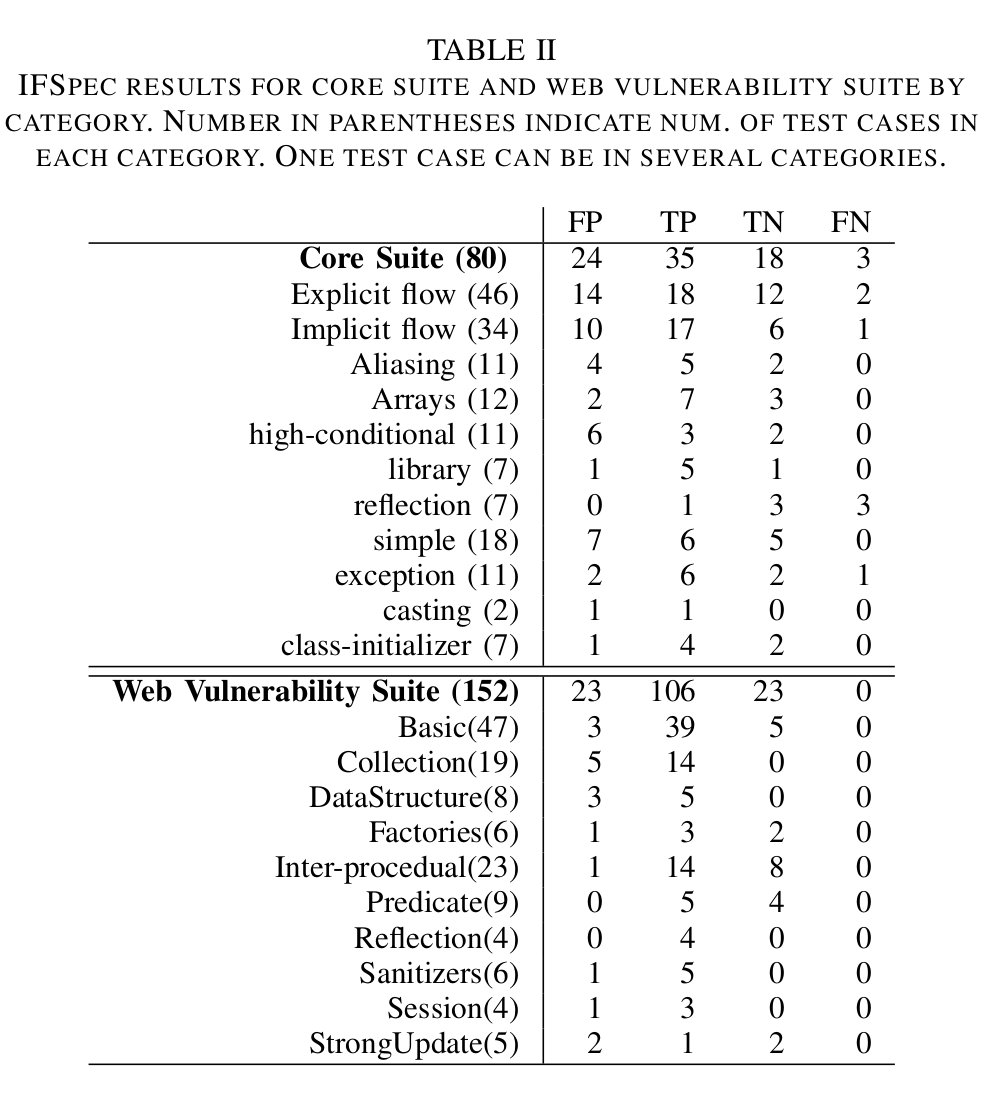 TABLE II
IFSPEC RESULTS FOR CORE SUITE AND WEB VULNERABILITY SUITE BY
CATEGORY. NUMBER IN PARENTHESES INDICATE NUM. OF TEST CASES IN
EACH CATEGORY. ONE TEST CASE CAN BE IN SEVERAL CATEGORIES.
FP TP TN FN
Core Suite (80) 24 35 18 3
Explicit flow (46) 14 18 12 2
Implicit flow (34) 10 17 6 1
Aliasing (11) 4 5 2 0
Arrays (12) 2 7 3 0
high-conditional (11) 6 3 2 0
library (7) 1 5 1 0
reflection (7) 0 1 3 3
simple (18) 7 6 5 0
exception (11) 2 6 2 1
casting (2) 1 1 0 0
class-initializer (7) 1 4 2 0
Web Vulnerability Suite (152) 23 106 23 0
Basic(47) 3 39 5 0
Collection(19) 5 14 0 0
DataStructure(8) 3 5 0 0
Factories(6) 1 3 2 0
Inter-procedual(23) 1 14 8 0
Predicate(9) 0 5 4 0
Reflection(4) 0 4 0 0
Sanitizers(6) 1 5 0 0
Session(4) 1 3 0 0
StrongUpdate(5) 2 1 2 0